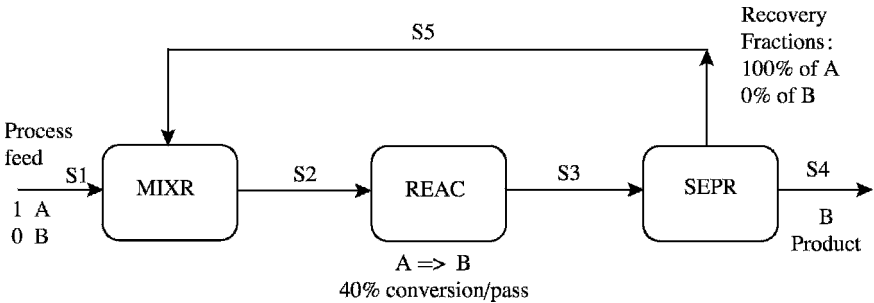 S5
Recovery
Fractions:
100% of A
0% of B
Process
feed
S1
1 A
0 B
MIXR
S2
REAC
A => B
40% conversion/pass
S3
SEPR
S4
B
Product